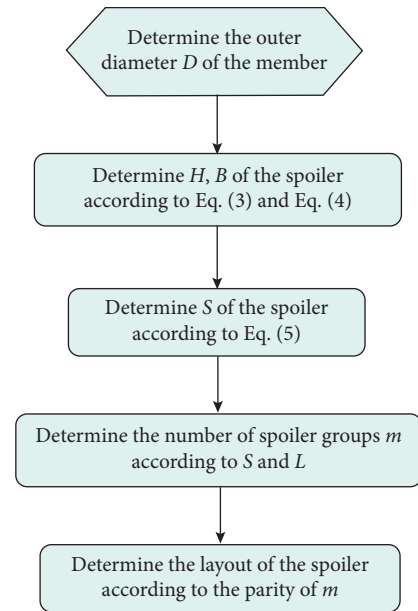 Determine the outer
diameter D of the member
Determine H, B of the spoiler
according to Eq. (3) and Eq. (4)
Determine S of the spoiler
according to Eq. (5)
Determine the number of spoiler groups m
according to S and L
Determine the layout of the spoiler
according to the parity of m